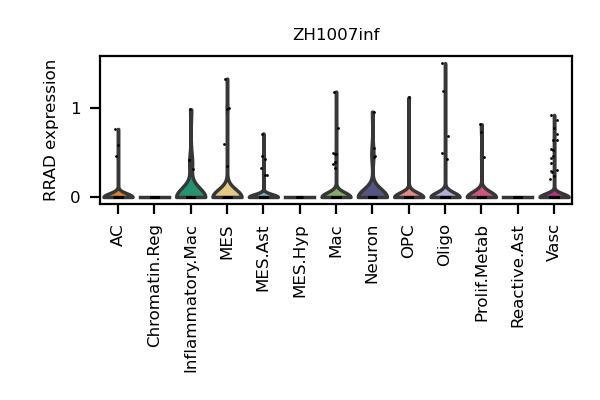 ZH1007inf
RRAD expression
1
0
AC
Chromatin.Reg
Inflammatory.Mac
MES
MES.Ast
MES.Hyp
Mac
Neuron
OPC
Oligo
Prolif.Metab
Reactive.Ast
Vasc